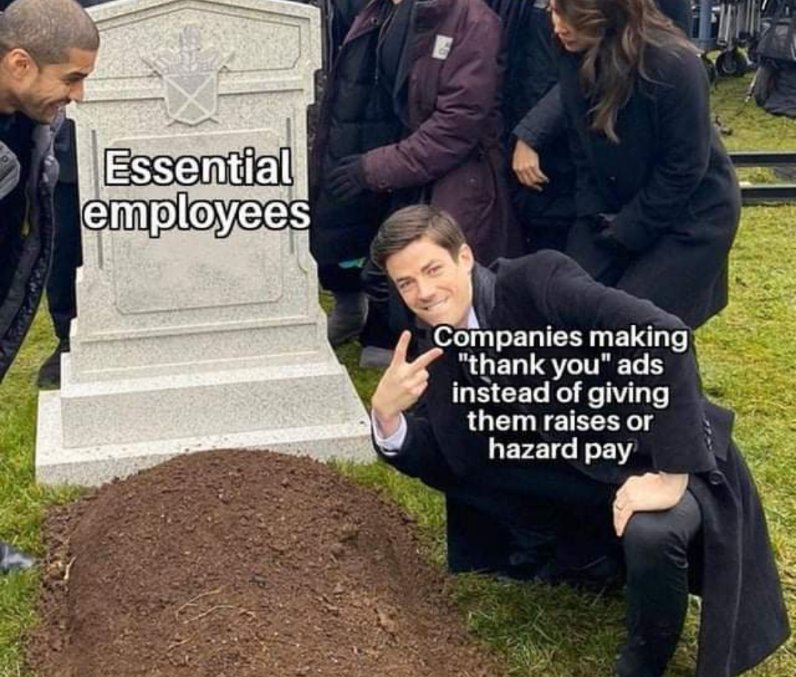 Essential
employees
Companies making
"thank you" ads
instead of giving
them raises or
hazard pay